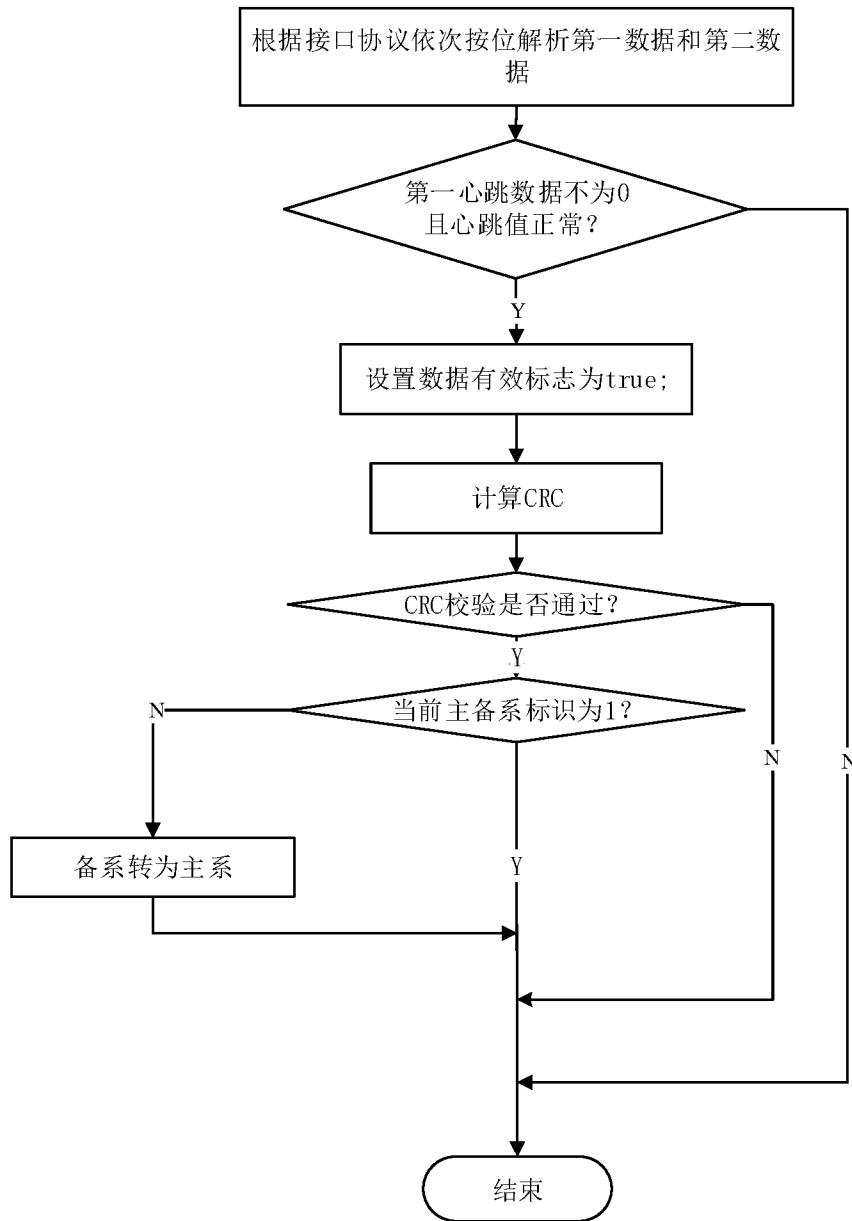 根据接口协议依次按位解析第一数据和第二数
据
第一心跳数据不为0
且心跳值正常?
Y
设置数据有效标志为true;
计算CRC
CRC校验是否通过?
Y
当前主备系标识为1?
N
N
N
备系转为主系
Y
结束